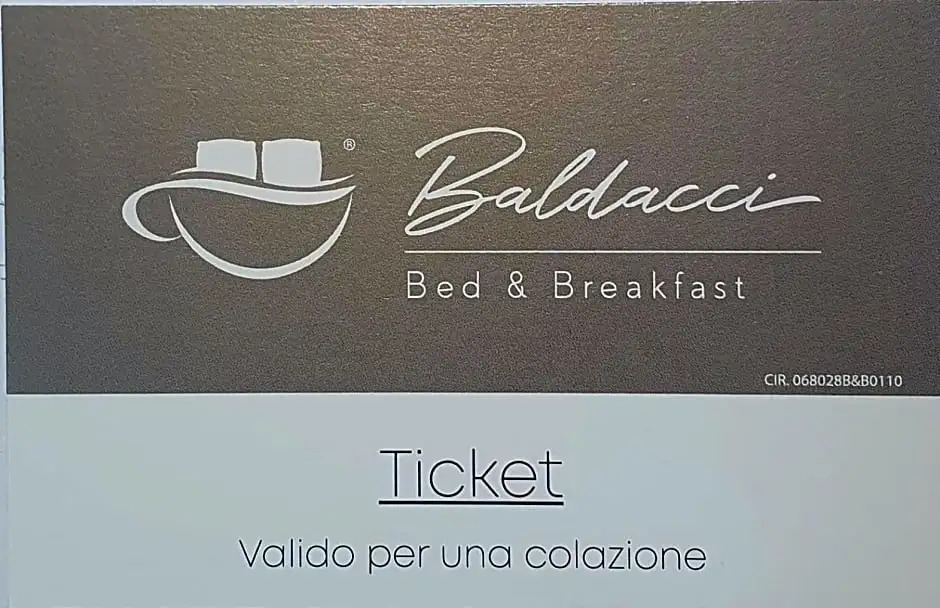 ®
Baldacci
Bed & Breakfast
CIR. 068028B&B0110
Ticket
Valido per una colazione